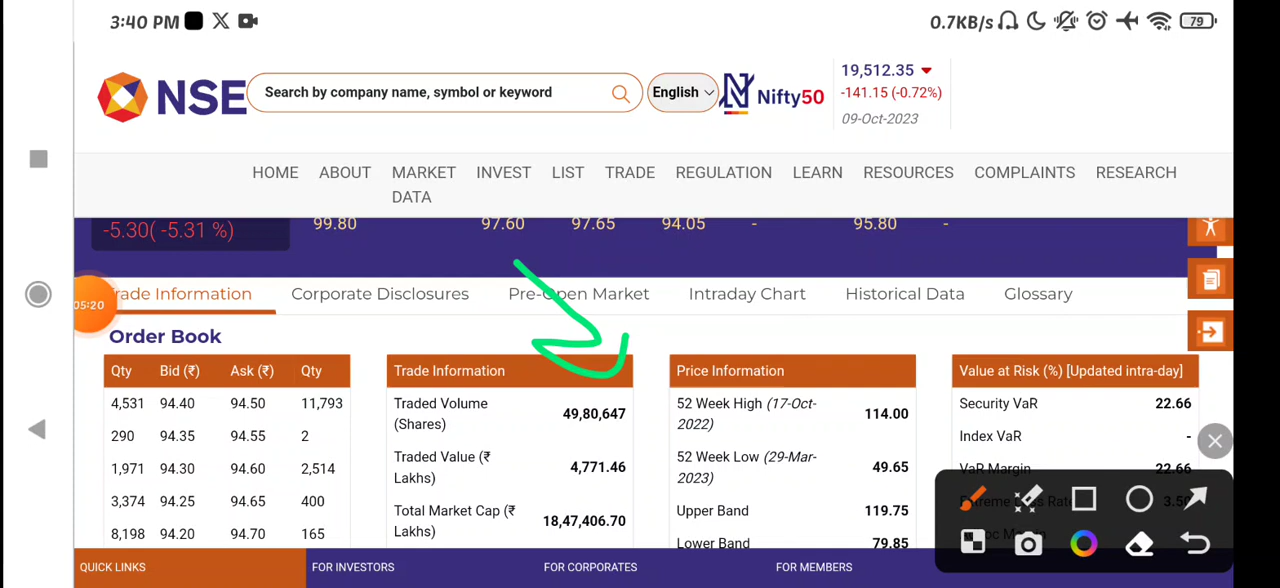 3:40 PM
0.7KB/s
79
NSE
Search by company name, symbol or keyword
English
Nifty50
19,512.35
-141.15 (-0.72%)
09-Oct-2023
HOME ABOUT MARKET DATA INVEST LIST TRADE REGULATION LEARN RESOURCES COMPLAINTS RESEARCH
-5.30( -5.31 %)
99.80 97.60 97.65 94.05 - 95.80 -
05:20
rade Information Corporate Disclosures Pre-Open Market Intraday Chart Historical Data Glossary
Order Book
Qty Bid (₹) Ask (₹) Qty
4,531 94.40 94.50 11,793
290 94.35 94.55 2
1,971 94.30 94.60 2,514
3,374 94.25 94.65 400
8,198 94.20 94.70 165
Trade Information
Traded Volume
(Shares) 49,80,647
Traded Value (₹
Lakhs) 4,771.46
Total Market Cap (₹
Lakhs) 18,47,406.70
Price Information
52 Week High (17-Oct-
2022) 114.00
52 Week Low (29-Mar-
2023) 49.65
Upper Band 119.75
Lower Band 79.85
Value at Risk (%) [Updated intra-day]
Security VaR 22.66
Index VaR -
VaR Margin 22.66
QUICK LINKS FOR INVESTORS FOR CORPORATES FOR MEMBERS